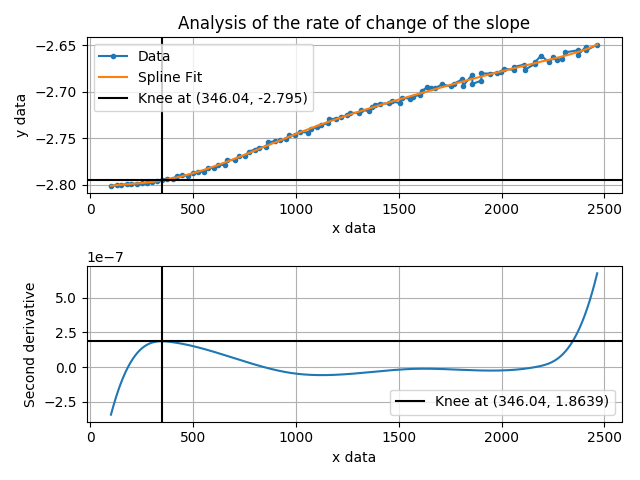 Analysis of the rate of change of the slope
−2.65
−2.70
−2.75
−2.80
y data
Data
Spline Fit
Knee at (346.04, -2.795)
0
500
1000
1500
2000
2500
x data
1e−7
5.0
2.5
0.0
−2.5
Second derivative
Knee at (346.04, 1.8639)
0
500
1000
1500
2000
2500
x data